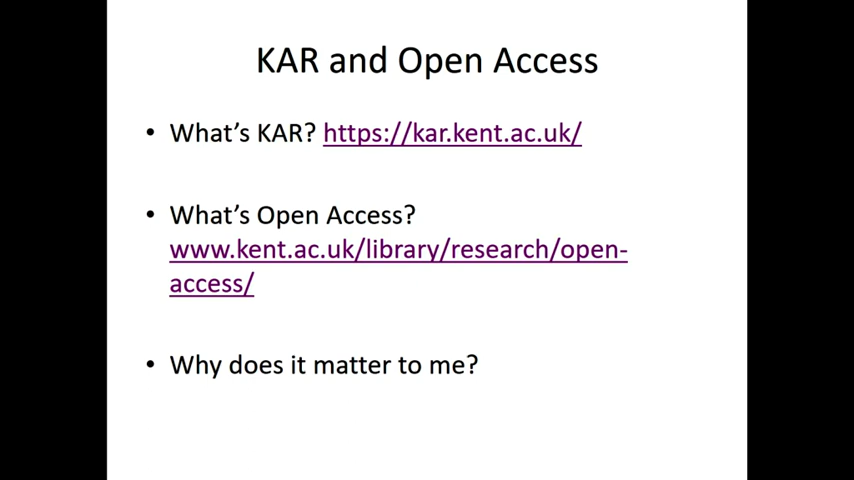 KAR and Open Access
• What's KAR? https://kar.kent.ac.uk/
• What's Open Access?
www.kent.ac.uk/library/research/open-
access/
• Why does it matter to me?